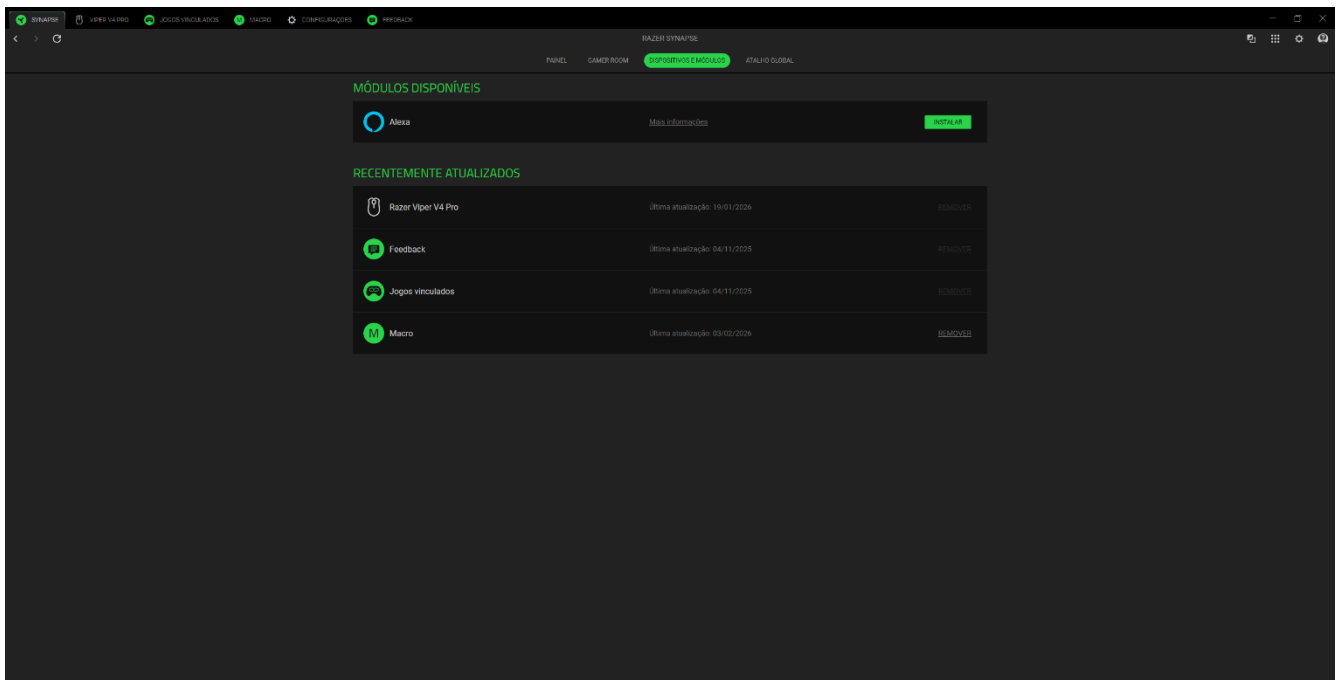 SYNAPSE VIPER V4 PRO JOGOS VINCULADOS M MACRO CONFIGURAÇÕES FEEDBACK
RAZER SYNAPSE
PAINEL GAMER ROOM DISPOSITIVOS E MÓDULOS ATALHO GLOBAL
MÓDULOS DISPONÍVEIS
Alexa Mais informações INSTALAR
RECENTEMENTE ATUALIZADOS
Razer Viper V4 Pro Última atualização: 19/01/2026 REMOVER
Feedback Última atualização: 04/11/2025 REMOVER
Jogos vinculados Última atualização: 04/11/2025 REMOVER
M Macro Última atualização: 03/02/2026 REMOVER